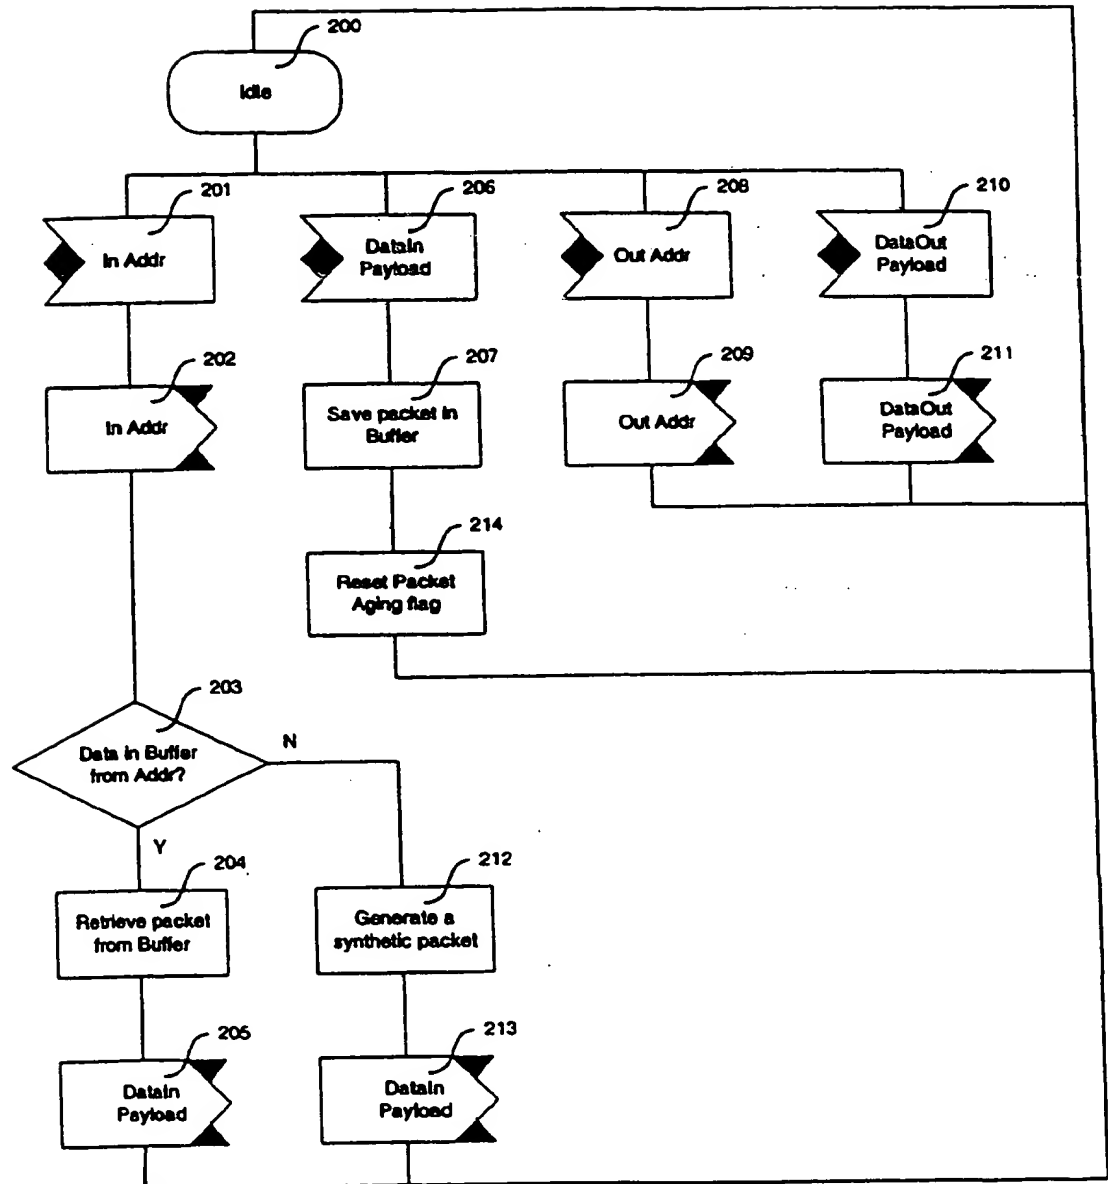 200
Idle
201
206
208
210
In Addr
DataIn
Payload
Out Addr
DataOut
Payload
202
207
209
211
In Addr
Save packet in
Buffer
Out Addr
DataOut
Payload
214
Reset Packet
Aging flag
203
Data in Buffer
from Addr?
N
Y
204
212
Retrieve packet
from Buffer
Generate a
synthetic packet
205
213
DataIn
Payload
DataIn
Payload